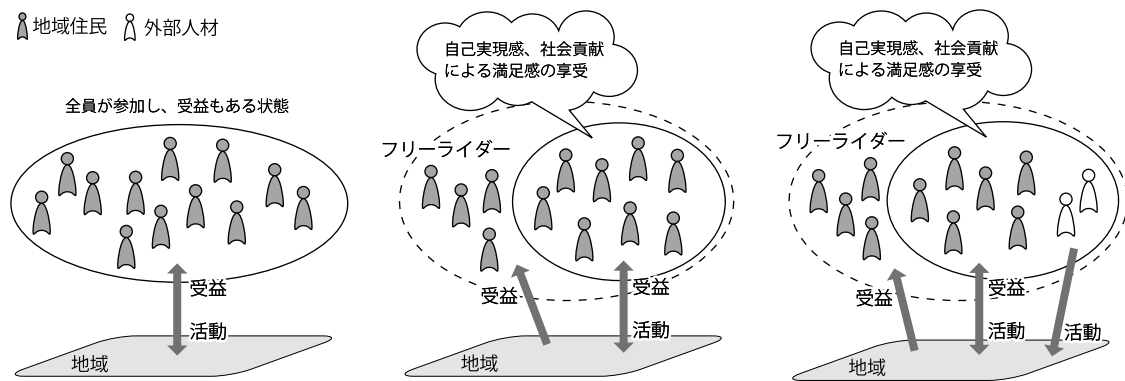 地域住民
外部人材
全員が参加し、受益もある状態
受益
活動
地域
自己実現感、社会貢献
による満足感の享受
フリーライダー
受益
受益
活動
地域
自己実現感、社会貢献
による満足感の享受
フリーライダー
受益
受益
活動
活動
地域